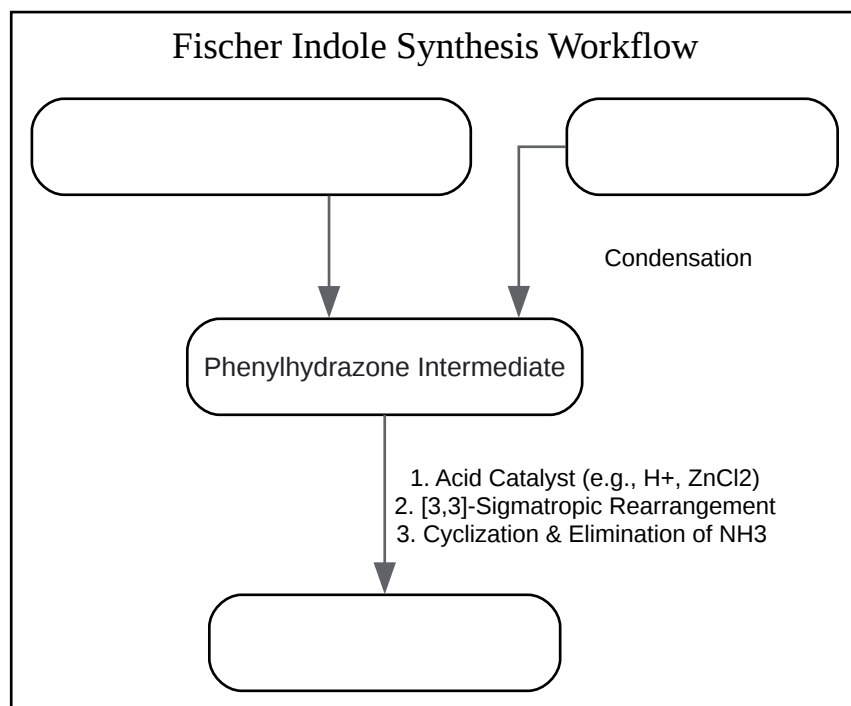 Fischer Indole Synthesis Workflow
Condensation
Phenylhydrazone Intermediate
1. Acid Catalyst (e.g., H+, ZnCl2)
2. [3,3]-Sigmatropic Rearrangement
3. Cyclization & Elimination of NH3